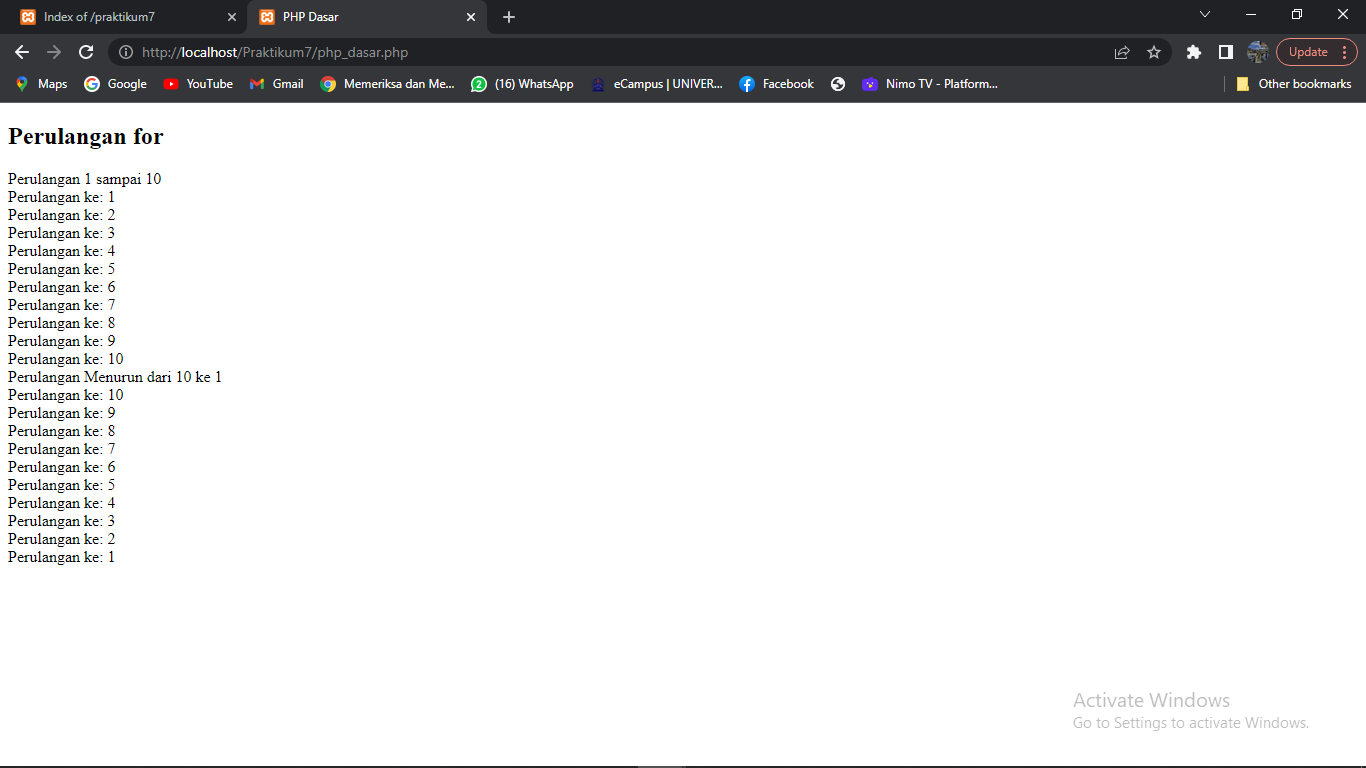 Index of /praktikum7
PHP Dasar
http://localhost/Praktikum7/php_dasar.php
Update
Maps
Google
YouTube
Gmail
Memeriksa dan Me...
(16) WhatsApp
eCampus | UNIVER...
Facebook
Nimo TV - Platform...
Other bookmarks
Perulangan for
Perulangan 1 sampai 10
Perulangan ke: 1
Perulangan ke: 2
Perulangan ke: 3
Perulangan ke: 4
Perulangan ke: 5
Perulangan ke: 6
Perulangan ke: 7
Perulangan ke: 8
Perulangan ke: 9
Perulangan ke: 10
Perulangan Menurun dari 10 ke 1
Perulangan ke: 10
Perulangan ke: 9
Perulangan ke: 8
Perulangan ke: 7
Perulangan ke: 6
Perulangan ke: 5
Perulangan ke: 4
Perulangan ke: 3
Perulangan ke: 2
Perulangan ke: 1
Activate Windows
Go to Settings to activate Windows.